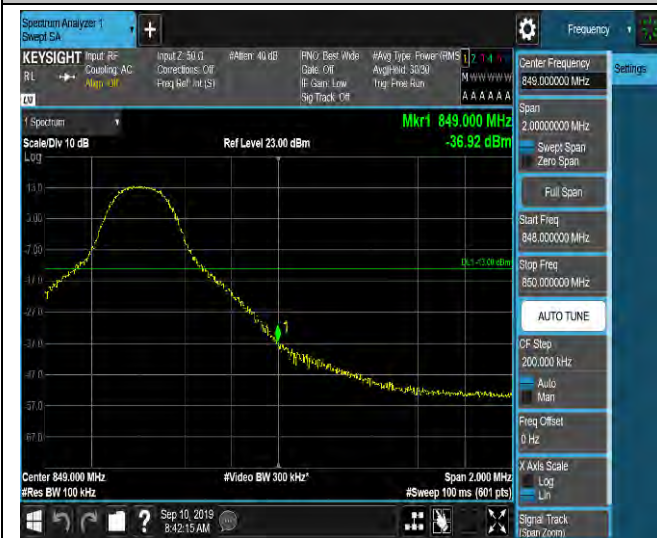 Spectrum Analyzer 1
Swept SA
+
Frequency
KEYSIGHT
RL
Input: RF
Coupling: AC
Align: Off
Input Z: 50 Ω
Corrections: Off
Freq Ref: Int (S)
#Atten: 40 dB
PNO: Best Wide
Gate: Off
IF Gain: Low
Sig Track: Off
#Avg Type: Power (RMS
Avg|Hold: 30/30
Trig: Free Run
1 2 3 4 5 6
M W W W W W
A A A A A A
LXI
1 Spectrum
Scale/Div 10 dB
Log
Ref Level 23.00 dBm
Mkr1 849.000 MHz
-36.92 dBm
13.0
3.00
-7.00
-17.0
-27.0
-37.0
-47.0
-57.0
-67.0
DL1 -13.00 dBm
1
Center 849.000 MHz
#Res BW 100 kHz
#Video BW 300 kHz*
Span 2.000 MHz
#Sweep 100 ms (601 pts)
Center Frequency
849.000000 MHz
Settings
Span
2.00000000 MHz
Swept Span
Zero Span
Full Span
Start Freq
848.000000 MHz
Stop Freq
850.000000 MHz
AUTO TUNE
CF Step
200.000 kHz
Auto
Man
Freq Offset
0 Hz
X Axis Scale
Log
Lin
Signal Track
(Span Zoom)
?
Sep 10, 2019
8:42:15 AM